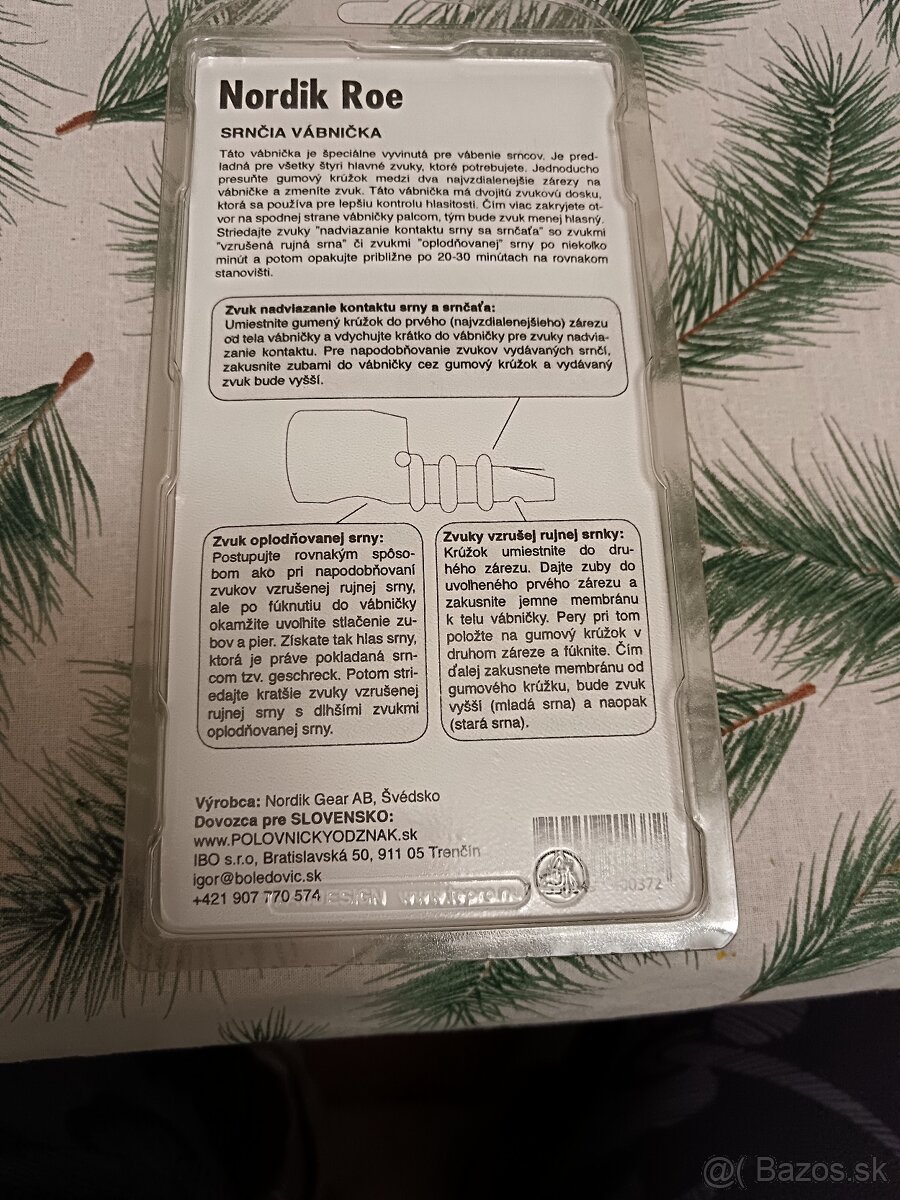 Nordik Roe
SRNČIA VÁBNIČKA
Táto vábnička je špeciálne vyvinutá pre vábenie srncov. Je pred-
ladná pre všetky štyri hlavné zvuky, ktoré potrebujete. Jednoducho
presuňte gumový krúžok medzi dva najvzdialenejšie zárezy na
vábničke a zmeníte zvuk. Táto vábnička má dvojitú zvukovú dosku,
ktorá sa používa pre lepšiu kontrolu hlasitosti. Čím viac zakryjete ot-
vor na spodnej strane vábničky palcom, tým bude zvuk menej hlasný.
Striedajte zvuky "nadviazanie kontaktu srny sa srnčaťa" so zvukmi
"vzrušená rujná srna" či zvukmi "oplodňovanej" srny po niekoľko
minút a potom opakujte približne po 20-30 minútach na rovnakom
stanovišti.
Zvuk nadviazanie kontaktu srny a srnčaťa:
Umiestnite gumený krúžok do prvého (najvzdialenejšieho) zárezu
od tela vábničky a vdychujte krátko do vábničky pre zvuky nadvia-
zanie kontaktu. Pre napodobňovanie zvukov vydávaných srnčí,
zakusnite zubami do vábničky cez gumový krúžok a vydávaný
zvuk bude vyšší.
Zvuk oplodňovanej srny:
Postupujte rovnakým spôso-
bom ako pri napodobňovaní
zvukov vzrušenej rujnej srny,
ale po fúknutiu do vábničky
okamžite uvoľnite stlačenie zu-
bov a pier. Získate tak hlas srny,
ktorá je práve pokladaná srn-
com tzv. geschreck. Potom stri-
edajte kratšie zvuky vzrušenej
rujnej srny s dlhšími zvukmi
oplodňovanej srny.
Zvuky vzrušej rujnej srnky:
Krúžok umiestnite do dru-
hého zárezu. Dajte zuby do
uvoľneného prvého zárezu a
zakusnite jemne membránu
k telu vábničky. Pery pri tom
položte na gumový krúžok v
druhom záreze a fúknite. Čím
ďalej zakusnete membránu od
gumového krúžku, bude zvuk
vyšší (mladá srna) a naopak
(stará srna).
Výrobca: Nordik Gear AB, Švédsko
Dovozca pre SLOVENSKO:
www.POLOVNICKYODZNAK.sk
IBO s.r.o, Bratislavská 50, 911 05 Trenčín
igor@boledovic.sk
+421 907 770 574
00372
@( Bazos.sk